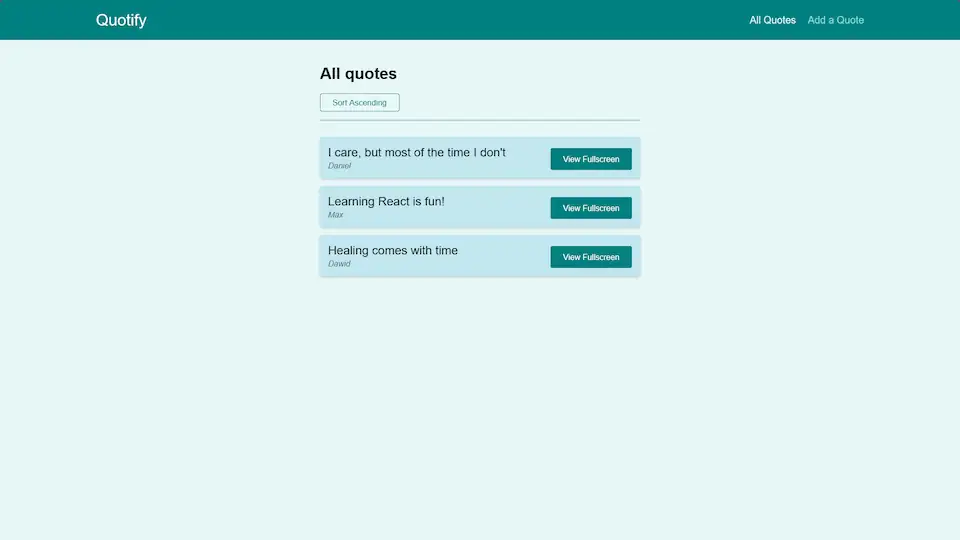 Quotify
All Quotes
Add a Quote
All quotes
Sort Ascending
I care, but most of the time I don't
Daniel
View Fullscreen
Learning React is fun!
Max
View Fullscreen
Healing comes with time
Dawid
View Fullscreen